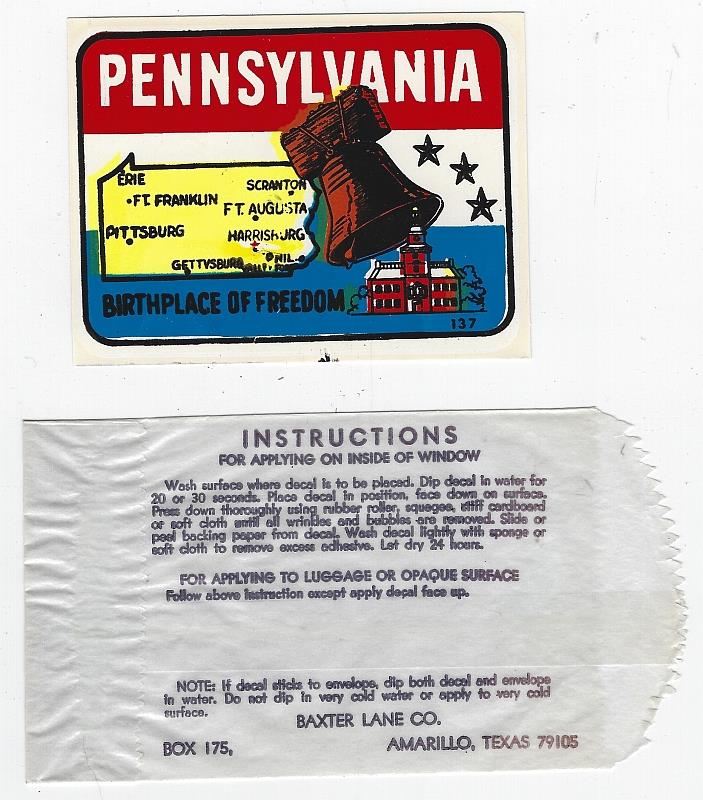 PENNSYLVANIA
ERIE
SCRANTON
FT. FRANKLIN
FT. AUGUSTA
PITTSBURG
HARRISBURG
GETTYSBURG
BIRTHPLACE OF FREEDOM
137
INSTRUCTIONS
FOR APPLYING ON INSIDE OF WINDOW
Wash surface where decal is to be placed. Dip decal in water for
20 or 30 seconds. Place decal in position, face down on surface.
Press down thoroughly using rubber roller, squegee, stiff cardboard
or soft cloth until all wrinkles and bubbles are removed. Slide or
peel backing paper from decal. Wash decal lightly with sponge or
soft cloth to remove excess adhesive. Let dry 24 hours.
FOR APPLYING TO LUGGAGE OR OPAQUE SURFACE
Follow above instruction except apply decal face up.
NOTE: If decal sticks to envelope, dip both decal and envelope
in water. Do not dip in very cold water or apply to very cold
surface.
BAXTER LANE CO.
BOX 175, AMARILLO, TEXAS 79105